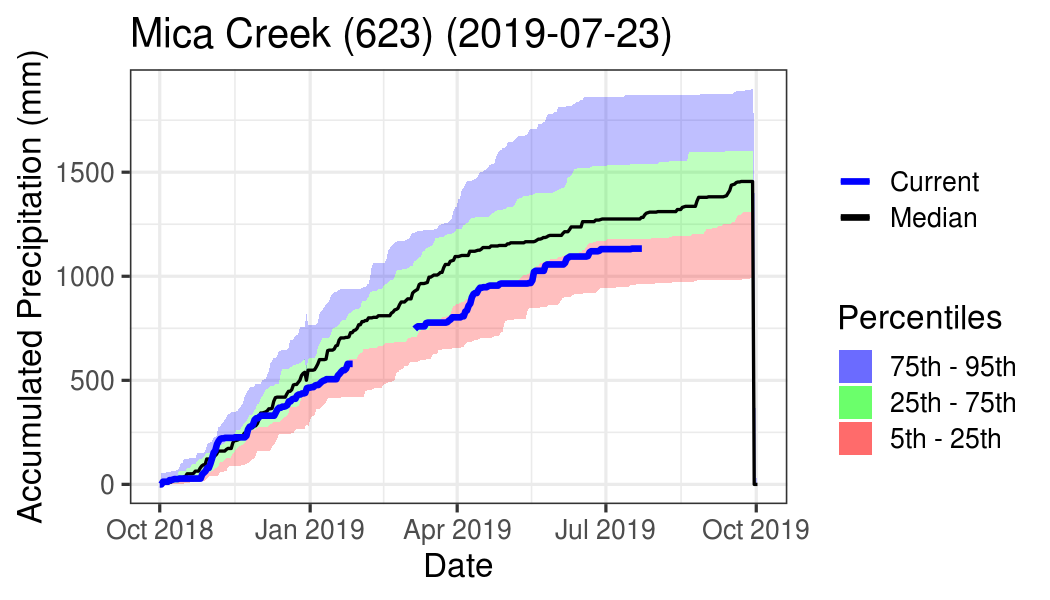 Mica Creek (623) (2019-07-23)
Accumulated Precipitation (mm)
1500
1000
500
0
Oct 2018 Jan 2019 Apr 2019 Jul 2019 Oct 2019
Date
Current
Median
Percentiles
75th - 95th
25th - 75th
5th - 25th